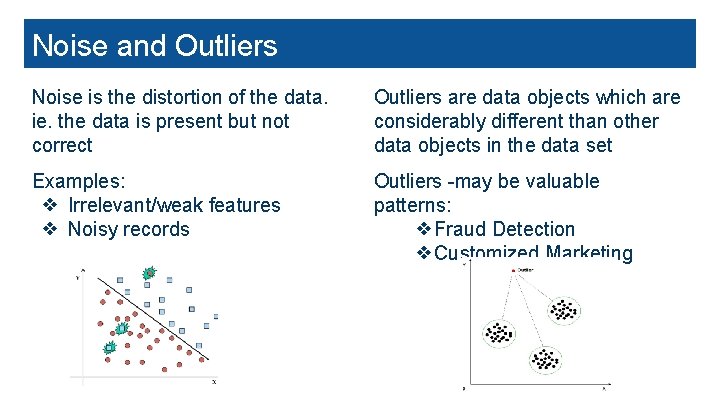 Noise and Outliers
Noise is the distortion of the data.
ie. the data is present but not
correct
Examples:
❖ Irrelevant/weak features
❖ Noisy records
Y
X
Outliers are data objects which are
considerably different than other
data objects in the data set
Outliers -may be valuable
patterns:
❖Fraud Detection
❖Customized Marketing
Outlier
X